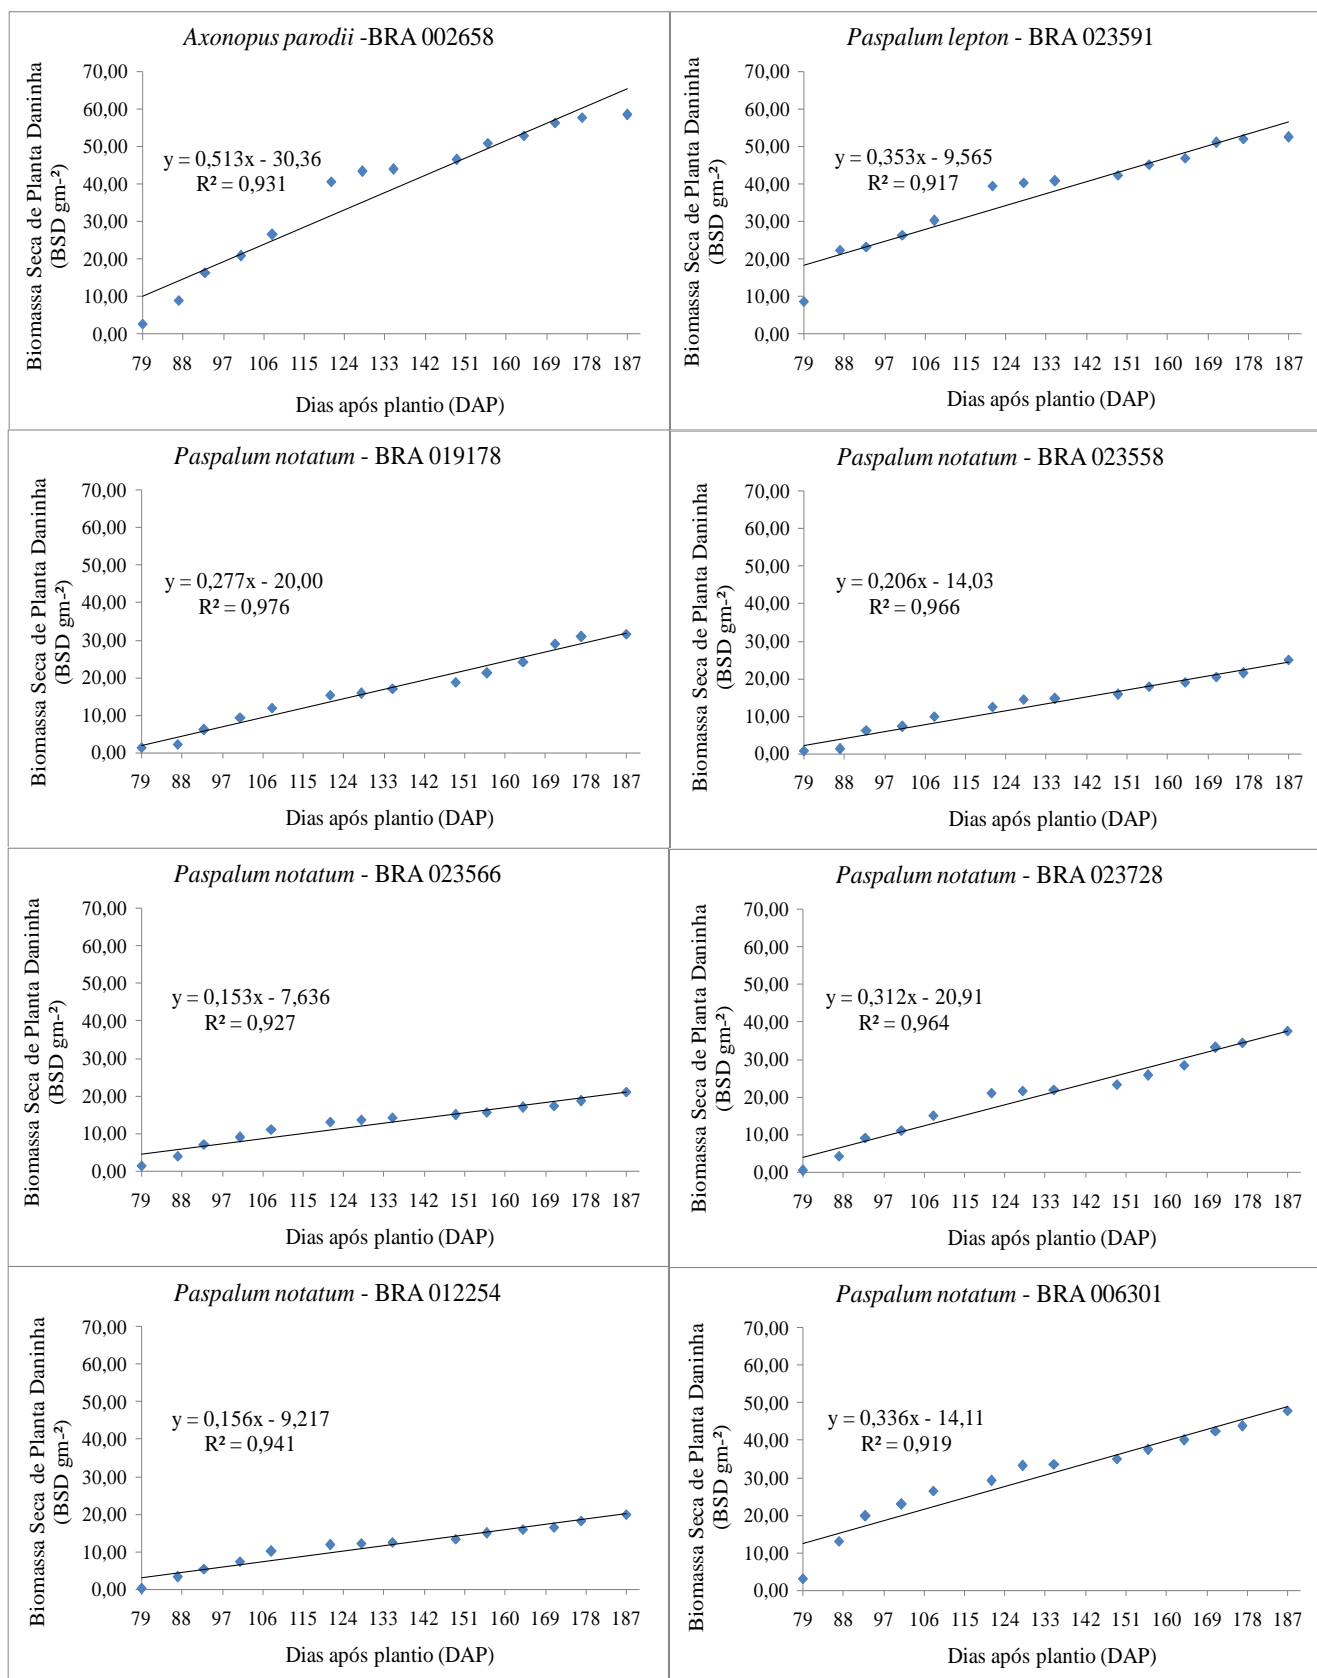 Axonopus parodii -BRA 002658
Biomassa Seca de Planta Daninha
(BSD gm-²)
70,00
60,00
50,00
40,00
30,00
20,00
10,00
0,00
y = 0,513x - 30,36
R² = 0,931
79 88 97 106 115 124 133 142 151 160 169 178 187
Dias após plantio (DAP)
Paspalum lepton - BRA 023591
Biomassa Seca de Planta Daninha
(BSD gm-²)
70,00
60,00
50,00
40,00
30,00
20,00
10,00
0,00
y = 0,353x - 9,565
R² = 0,917
79 88 97 106 115 124 133 142 151 160 169 178 187
Dias após plantio (DAP)
Paspalum notatum - BRA 019178
Biomassa Seca de Planta Daninha
(BSD gm-²)
70,00
60,00
50,00
40,00
30,00
20,00
10,00
0,00
y = 0,277x - 20,00
R² = 0,976
79 88 97 106 115 124 133 142 151 160 169 178 187
Dias após plantio (DAP)
Paspalum notatum - BRA 023558
Biomassa Seca de Planta Daninha
(BSD gm-²)
70,00
60,00
50,00
40,00
30,00
20,00
10,00
0,00
y = 0,206x - 14,03
R² = 0,966
79 88 97 106 115 124 133 142 151 160 169 178 187
Dias após plantio (DAP)
Paspalum notatum - BRA 023566
Biomassa Seca de Planta Daninha
(BSD gm-²)
70,00
60,00
50,00
40,00
30,00
20,00
10,00
0,00
y = 0,153x - 7,636
R² = 0,927
79 88 97 106 115 124 133 142 151 160 169 178 187
Dias após plantio (DAP)
Paspalum notatum - BRA 023728
Biomassa Seca de Planta Daninha
(BSD gm-²)
70,00
60,00
50,00
40,00
30,00
20,00
10,00
0,00
y = 0,312x - 20,91
R² = 0,964
79 88 97 106 115 124 133 142 151 160 169 178 187
Dias após plantio (DAP)
Paspalum notatum - BRA 012254
Biomassa Seca de Planta Daninha
(BSD gm-²)
70,00
60,00
50,00
40,00
30,00
20,00
10,00
0,00
y = 0,156x - 9,217
R² = 0,941
79 88 97 106 115 124 133 142 151 160 169 178 187
Dias após plantio (DAP)
Paspalum notatum - BRA 006301
Biomassa Seca de Planta Daninha
(BSD gm-²)
70,00
60,00
50,00
40,00
30,00
20,00
10,00
0,00
y = 0,336x - 14,11
R² = 0,919
79 88 97 106 115 124 133 142 151 160 169 178 187
Dias após plantio (DAP)